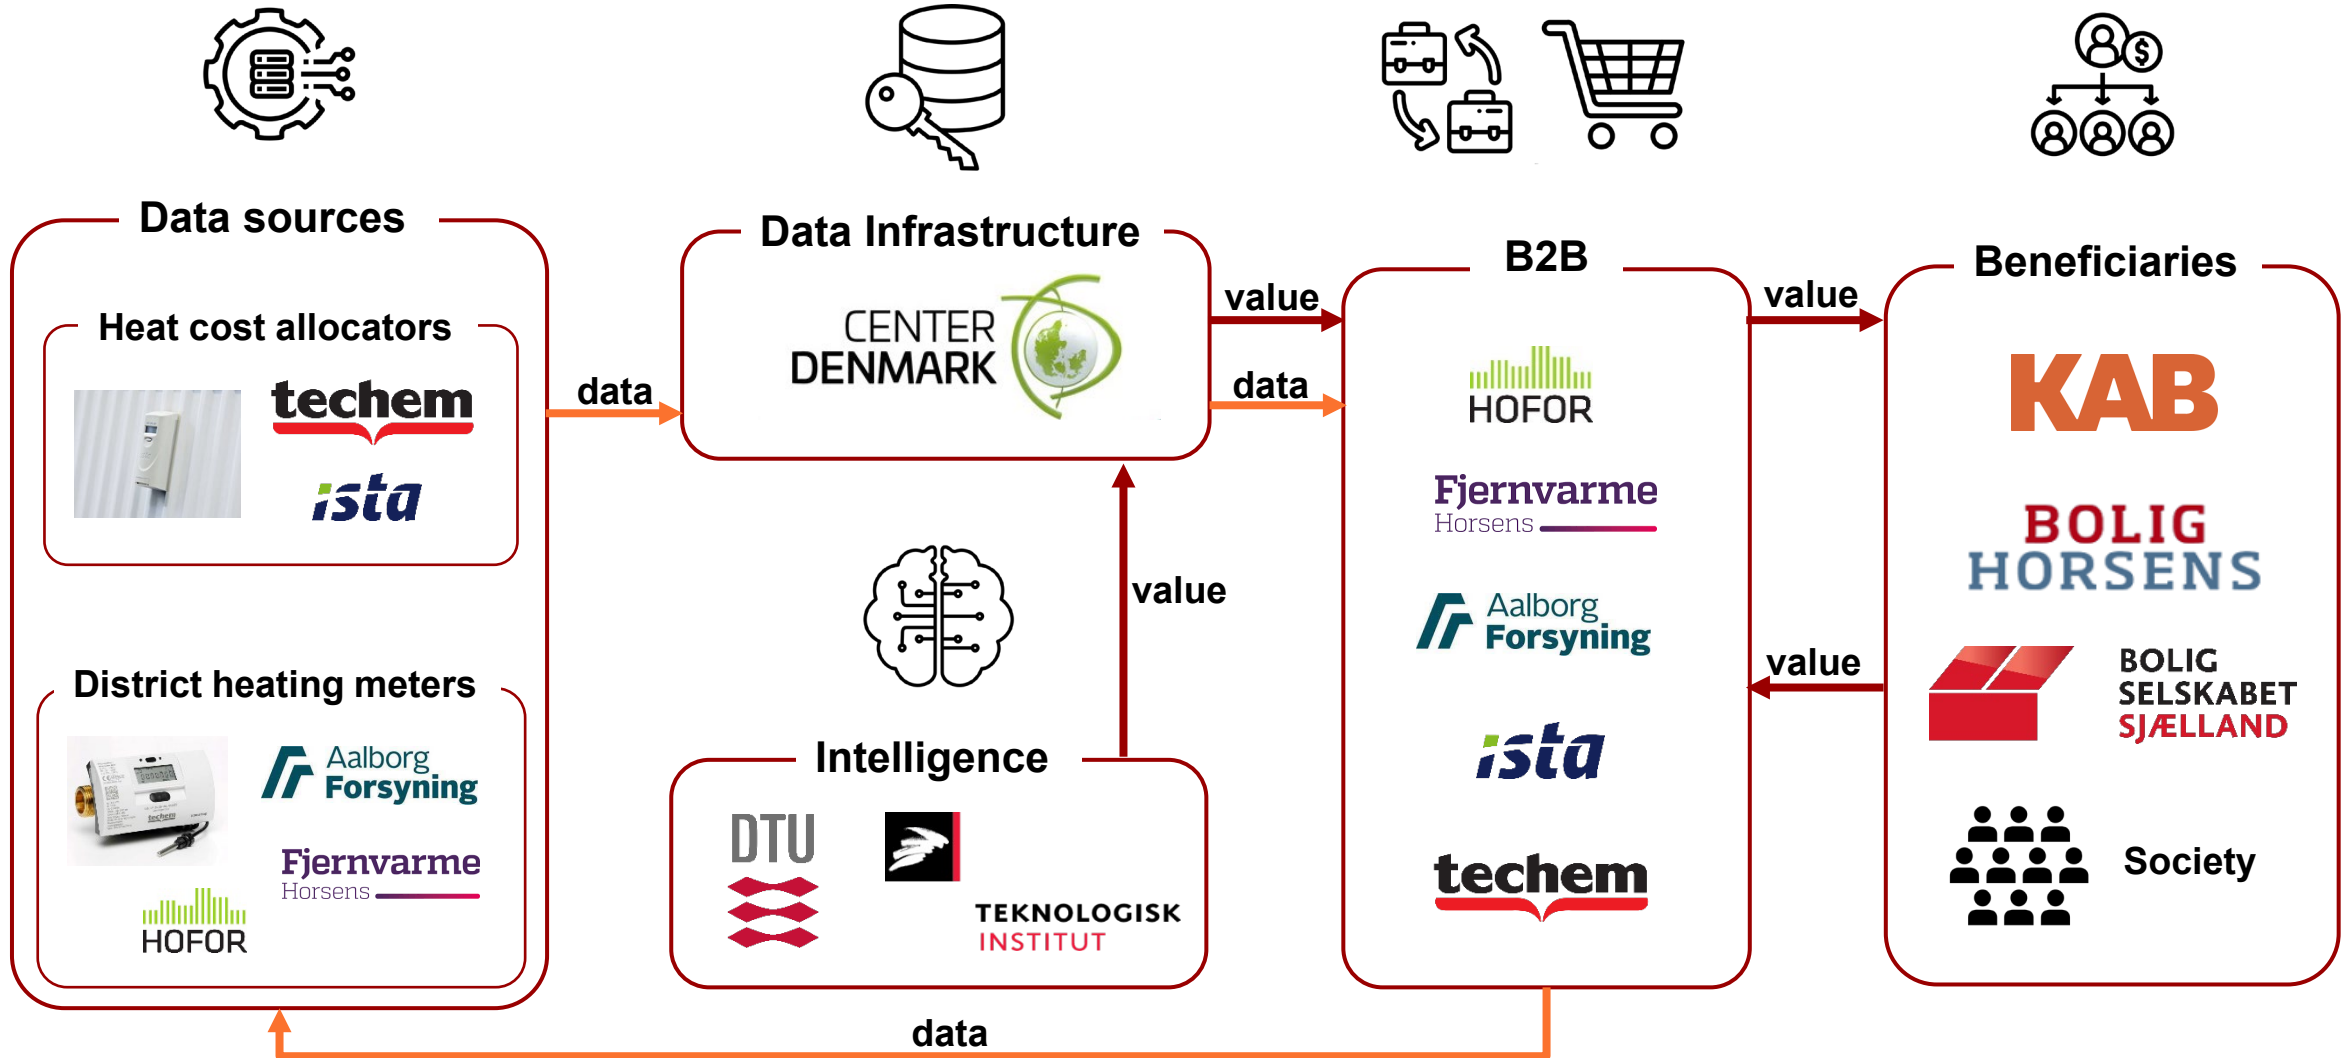 Data sources
Heat cost allocators
techem
ista
District heating meters
techem
Aalborg
Forsyning
Fjernvarme
Horsens
HOFOR
data
Data Infrastructure
CENTER
DENMARK
value
Intelligence
DTU
TEKNOLOGISK
INSTITUT
value
data
B2B
HOFOR
Fjernvarme
Horsens
Aalborg
Forsyning
ista
techem
value
value
Beneficiaries
KAB
BOLIG
HORSENS
BOLIG
SELSKABET
SJÆLLAND
Society
data